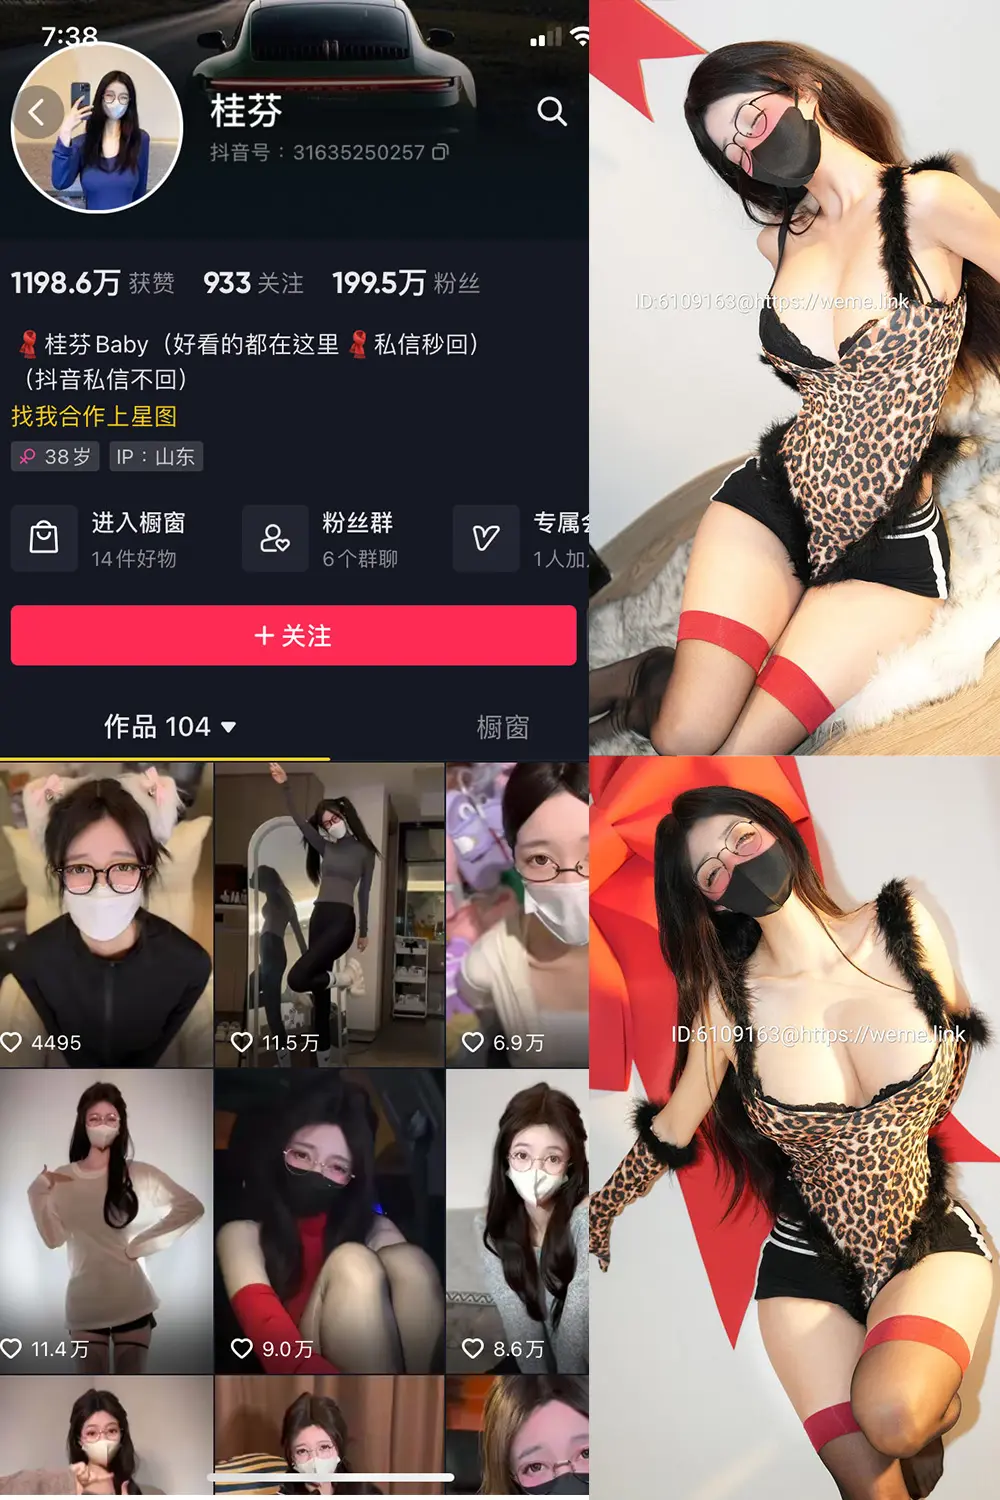 7:38
桂芬
抖音号：31635250257
1198.6万 获赞 933 关注 199.5万 粉丝
桂芬Baby（好看的都在这里 私信秒回）
（抖音私信不回）
找我合作上星图
38岁 IP：山东
进入橱窗
14件好物
粉丝群
6个群聊
专属会
1人加入
+ 关注
作品 104
橱窗
4495
11.5万
6.9万
11.4万
9.0万
8.6万
ID:6109163@https://weme.link
ID:6109163@https://weme.link